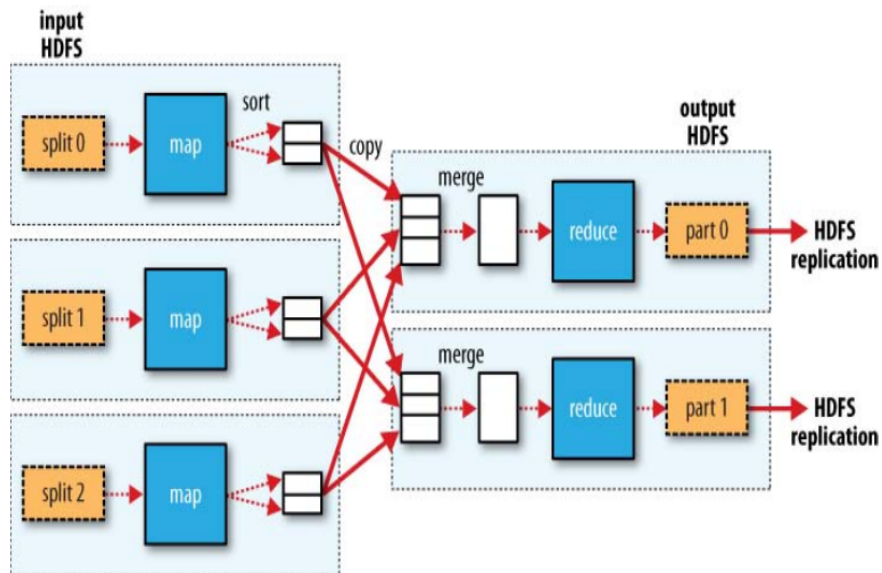 input
HDFS
split 0
map
sort
copy
split 1
map
split 2
map
output
HDFS
merge
reduce
part 0
HDFS
replication
merge
reduce
part 1
HDFS
replication